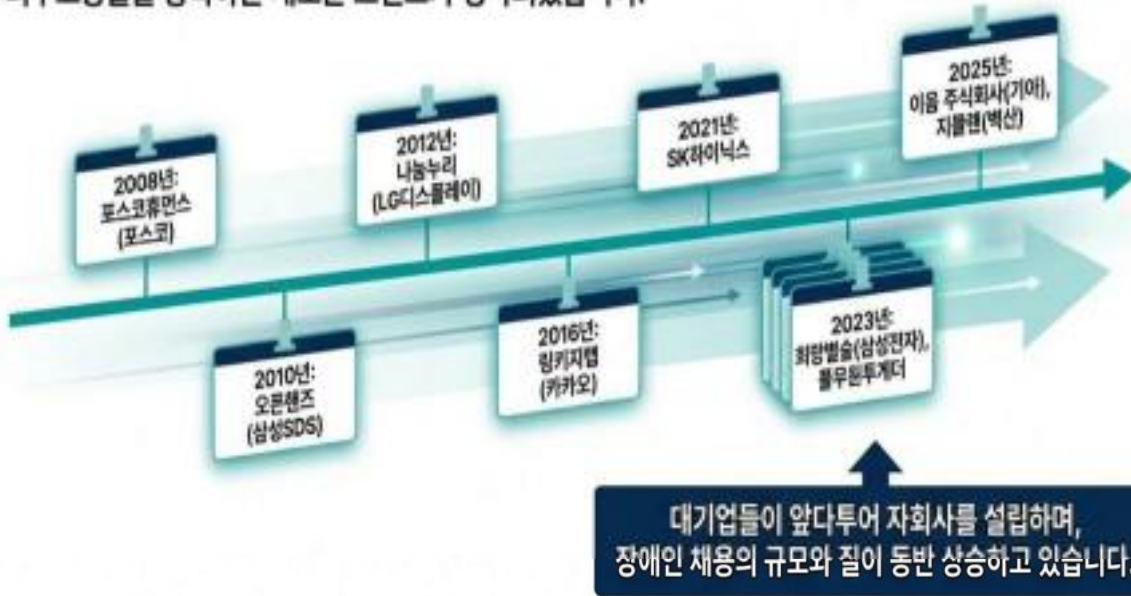 2008년:
포스코휴먼스
(포스코)
2010년:
오픈핸즈
(삼성SDS)
2012년:
나눔누리
(LG디스플레이)
2016년:
링키지랩
(카카오)
2021년:
SK하이닉스
2023년:
희망별숲(삼성전자),
풀무원투게더
2025년:
이음 주식회사(기아),
지블랜(벽산)
대기업들이 앞다투어 자회사를 설립하며,
장애인 채용의 규모와 질이 동반 상승하고 있습니다.